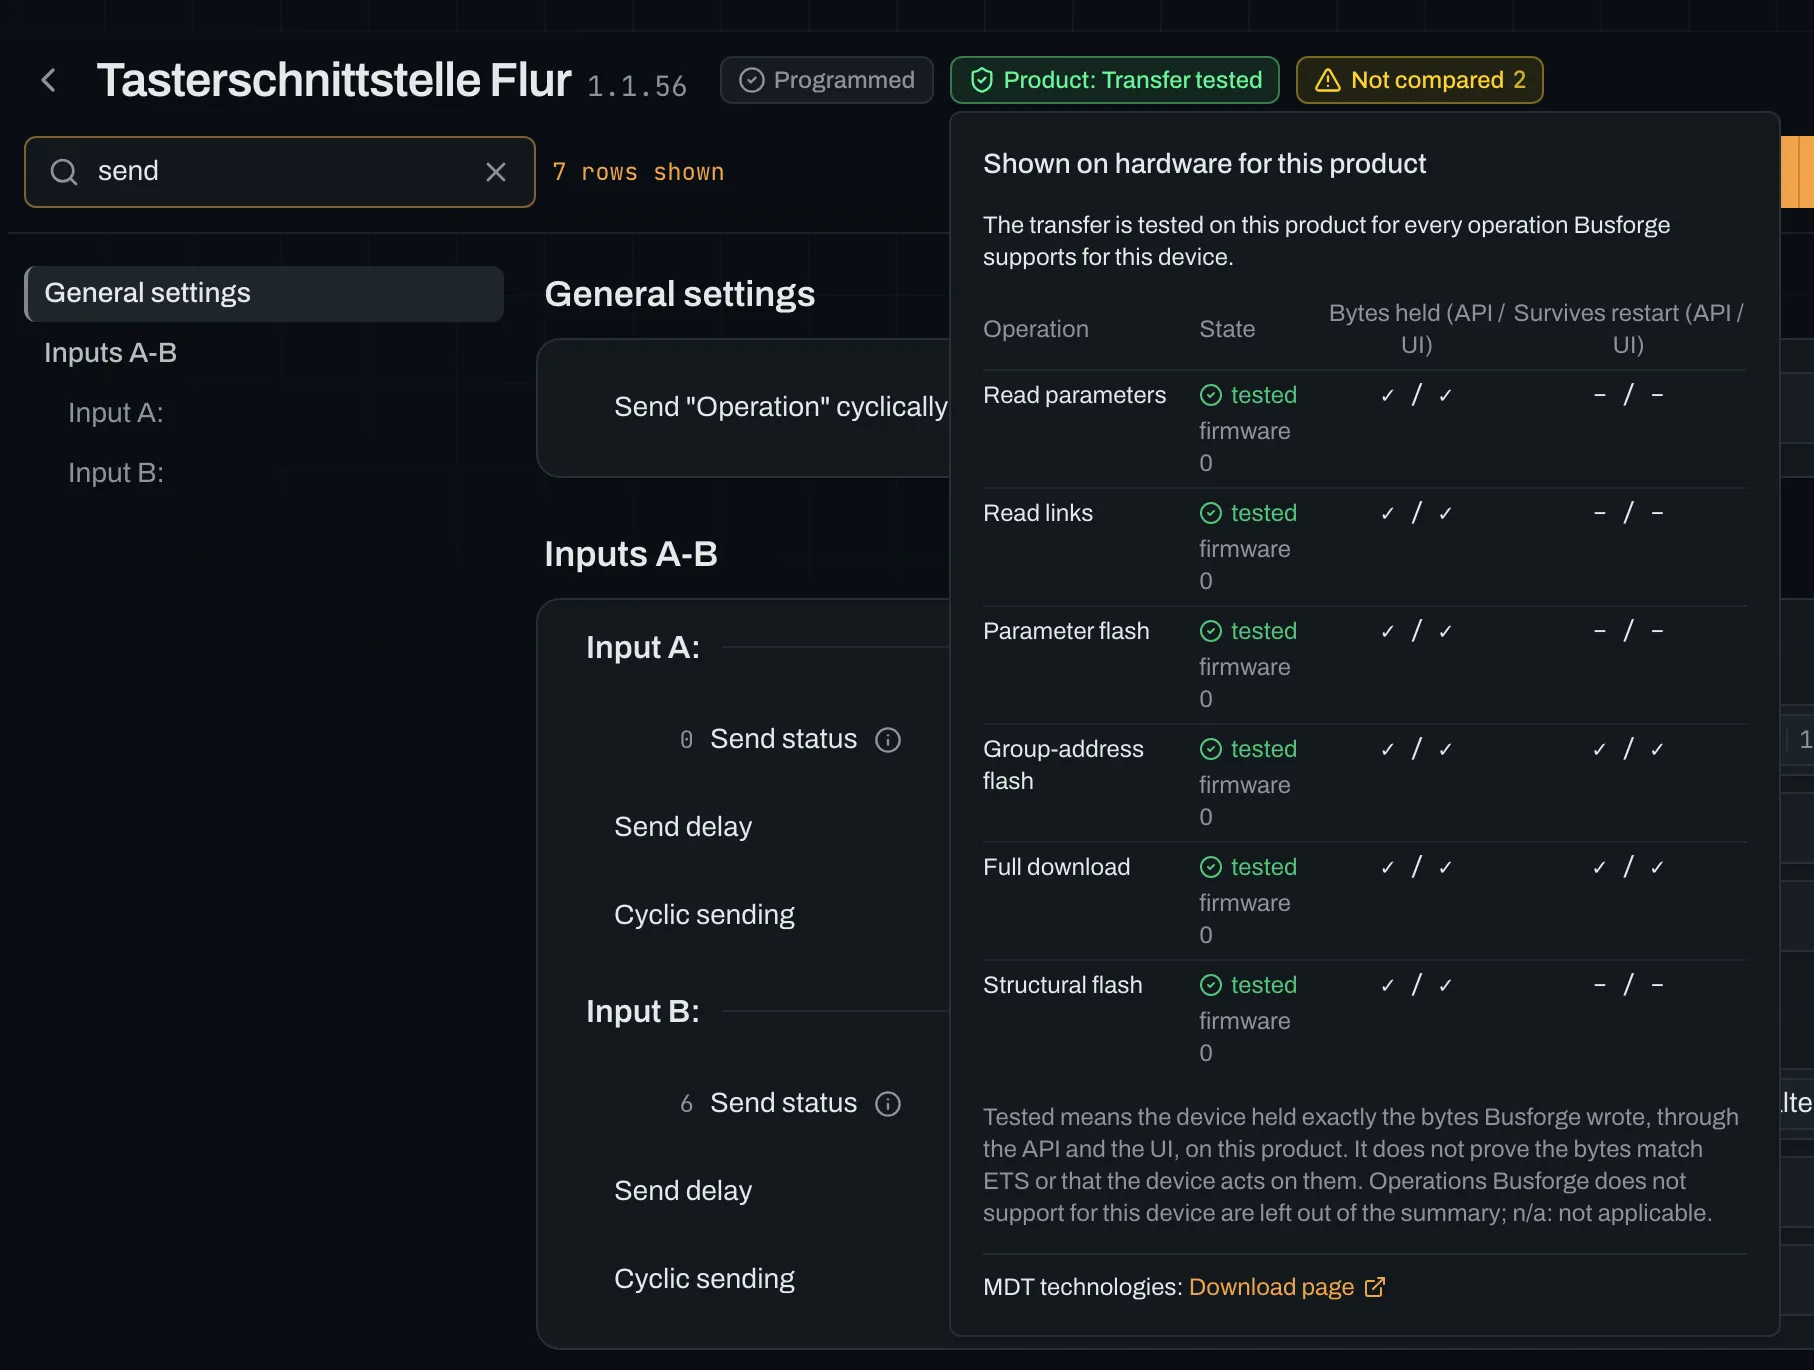 Tasterschnittstelle Flur 1.1.56 Programmed Product: Transfer tested Not compared 2
send 7 rows shown
General settings
Inputs A-B
Input A:
Input B:
General settings
Send "Operation" cyclically
Inputs A-B
Input A:
0 Send status
Send delay
Cyclic sending
Input B:
6 Send status
Send delay
Cyclic sending
Shown on hardware for this product
The transfer is tested on this product for every operation Busforge
supports for this device.
Operation State Bytes held (API / UI) Survives restart (API / UI)
Read parameters tested ✓ / ✓ – / –
firmware
0
Read links tested ✓ / ✓ – / –
firmware
0
Parameter flash tested ✓ / ✓ – / –
firmware
0
Group-address flash tested ✓ / ✓ ✓ / ✓
firmware
0
Full download tested ✓ / ✓ ✓ / ✓
firmware
0
Structural flash tested ✓ / ✓ – / –
firmware
0
Tested means the device held exactly the bytes Busforge wrote, through
the API and the UI, on this product. It does not prove the bytes match
ETS or that the device acts on them. Operations Busforge does not
support for this device are left out of the summary; n/a: not applicable.
MDT technologies: Download page